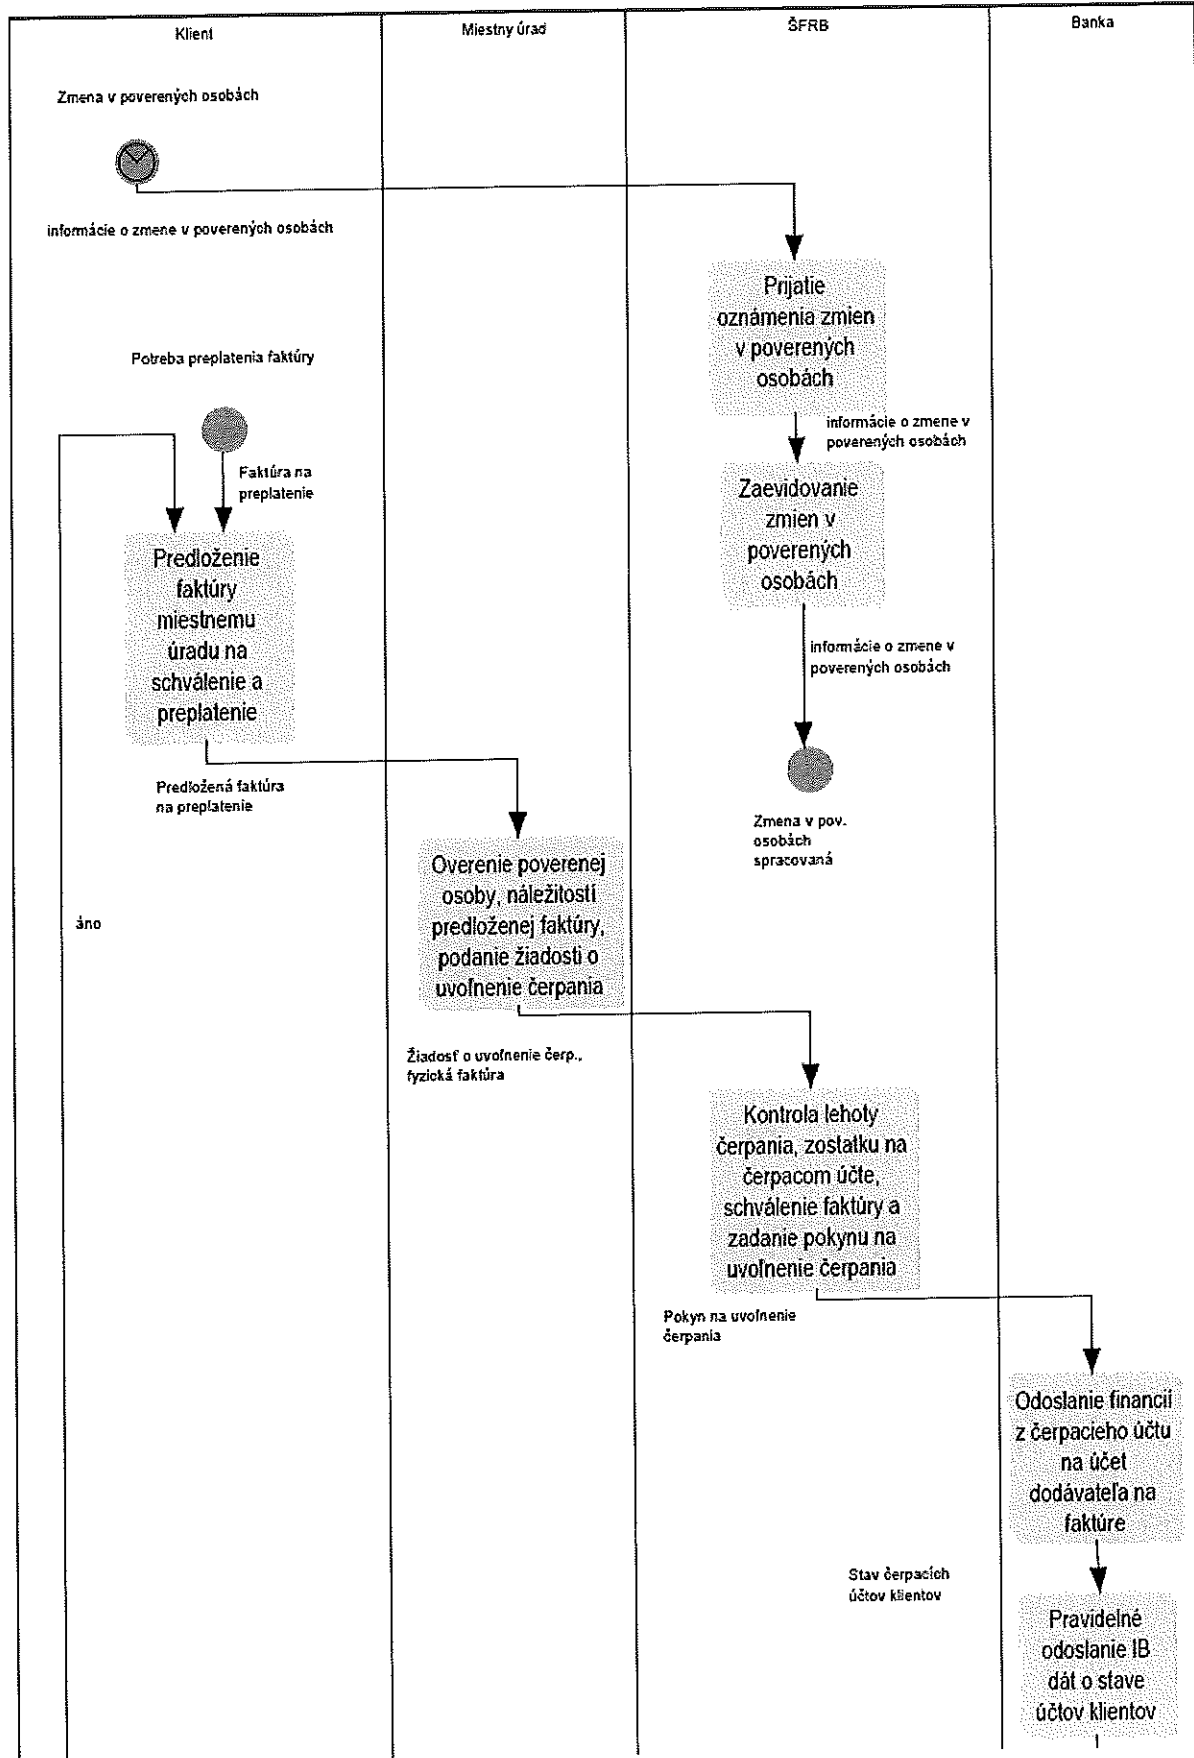 Klient
Miestny úrad
ŠFRB
Banka
Zmena v poverených osobách
informácie o zmene v poverených osobách
Prijatie
oznámenia zmien
v poverených
osobách
informácie o zmene v
poverených osobách
Zaevidovanie
zmien v
poverených
osobách
informácie o zmene v
poverených osobách
Zmena v pov.
osobách
spracovaná
Potreba preplatenia faktúry
Faktúra na
preplatenie
Predloženie
faktúry
miestnemu
úradu na
schválenie a
preplatenie
Predložená faktúra
na preplatenie
áno
Overenie poverenej
osoby, náležitostí
predloženej faktúry,
podanie žiadosti o
uvoľnenie čerpania
Žiadosť o uvoľnenie čerp.,
fyzická faktúra
Kontrola lehoty
čerpania, zostatku na
čerpacom účte,
schválenie faktúry a
zadanie pokynu na
uvoľnenie čerpania
Pokyn na uvoľnenie
čerpania
Odoslanie financií
z čerpacieho účtu
na účet
dodávateľa na
faktúre
Stav čerpacích
účtov klientov
Pravidelné
odoslanie IB
dát o stave
účtov klientov